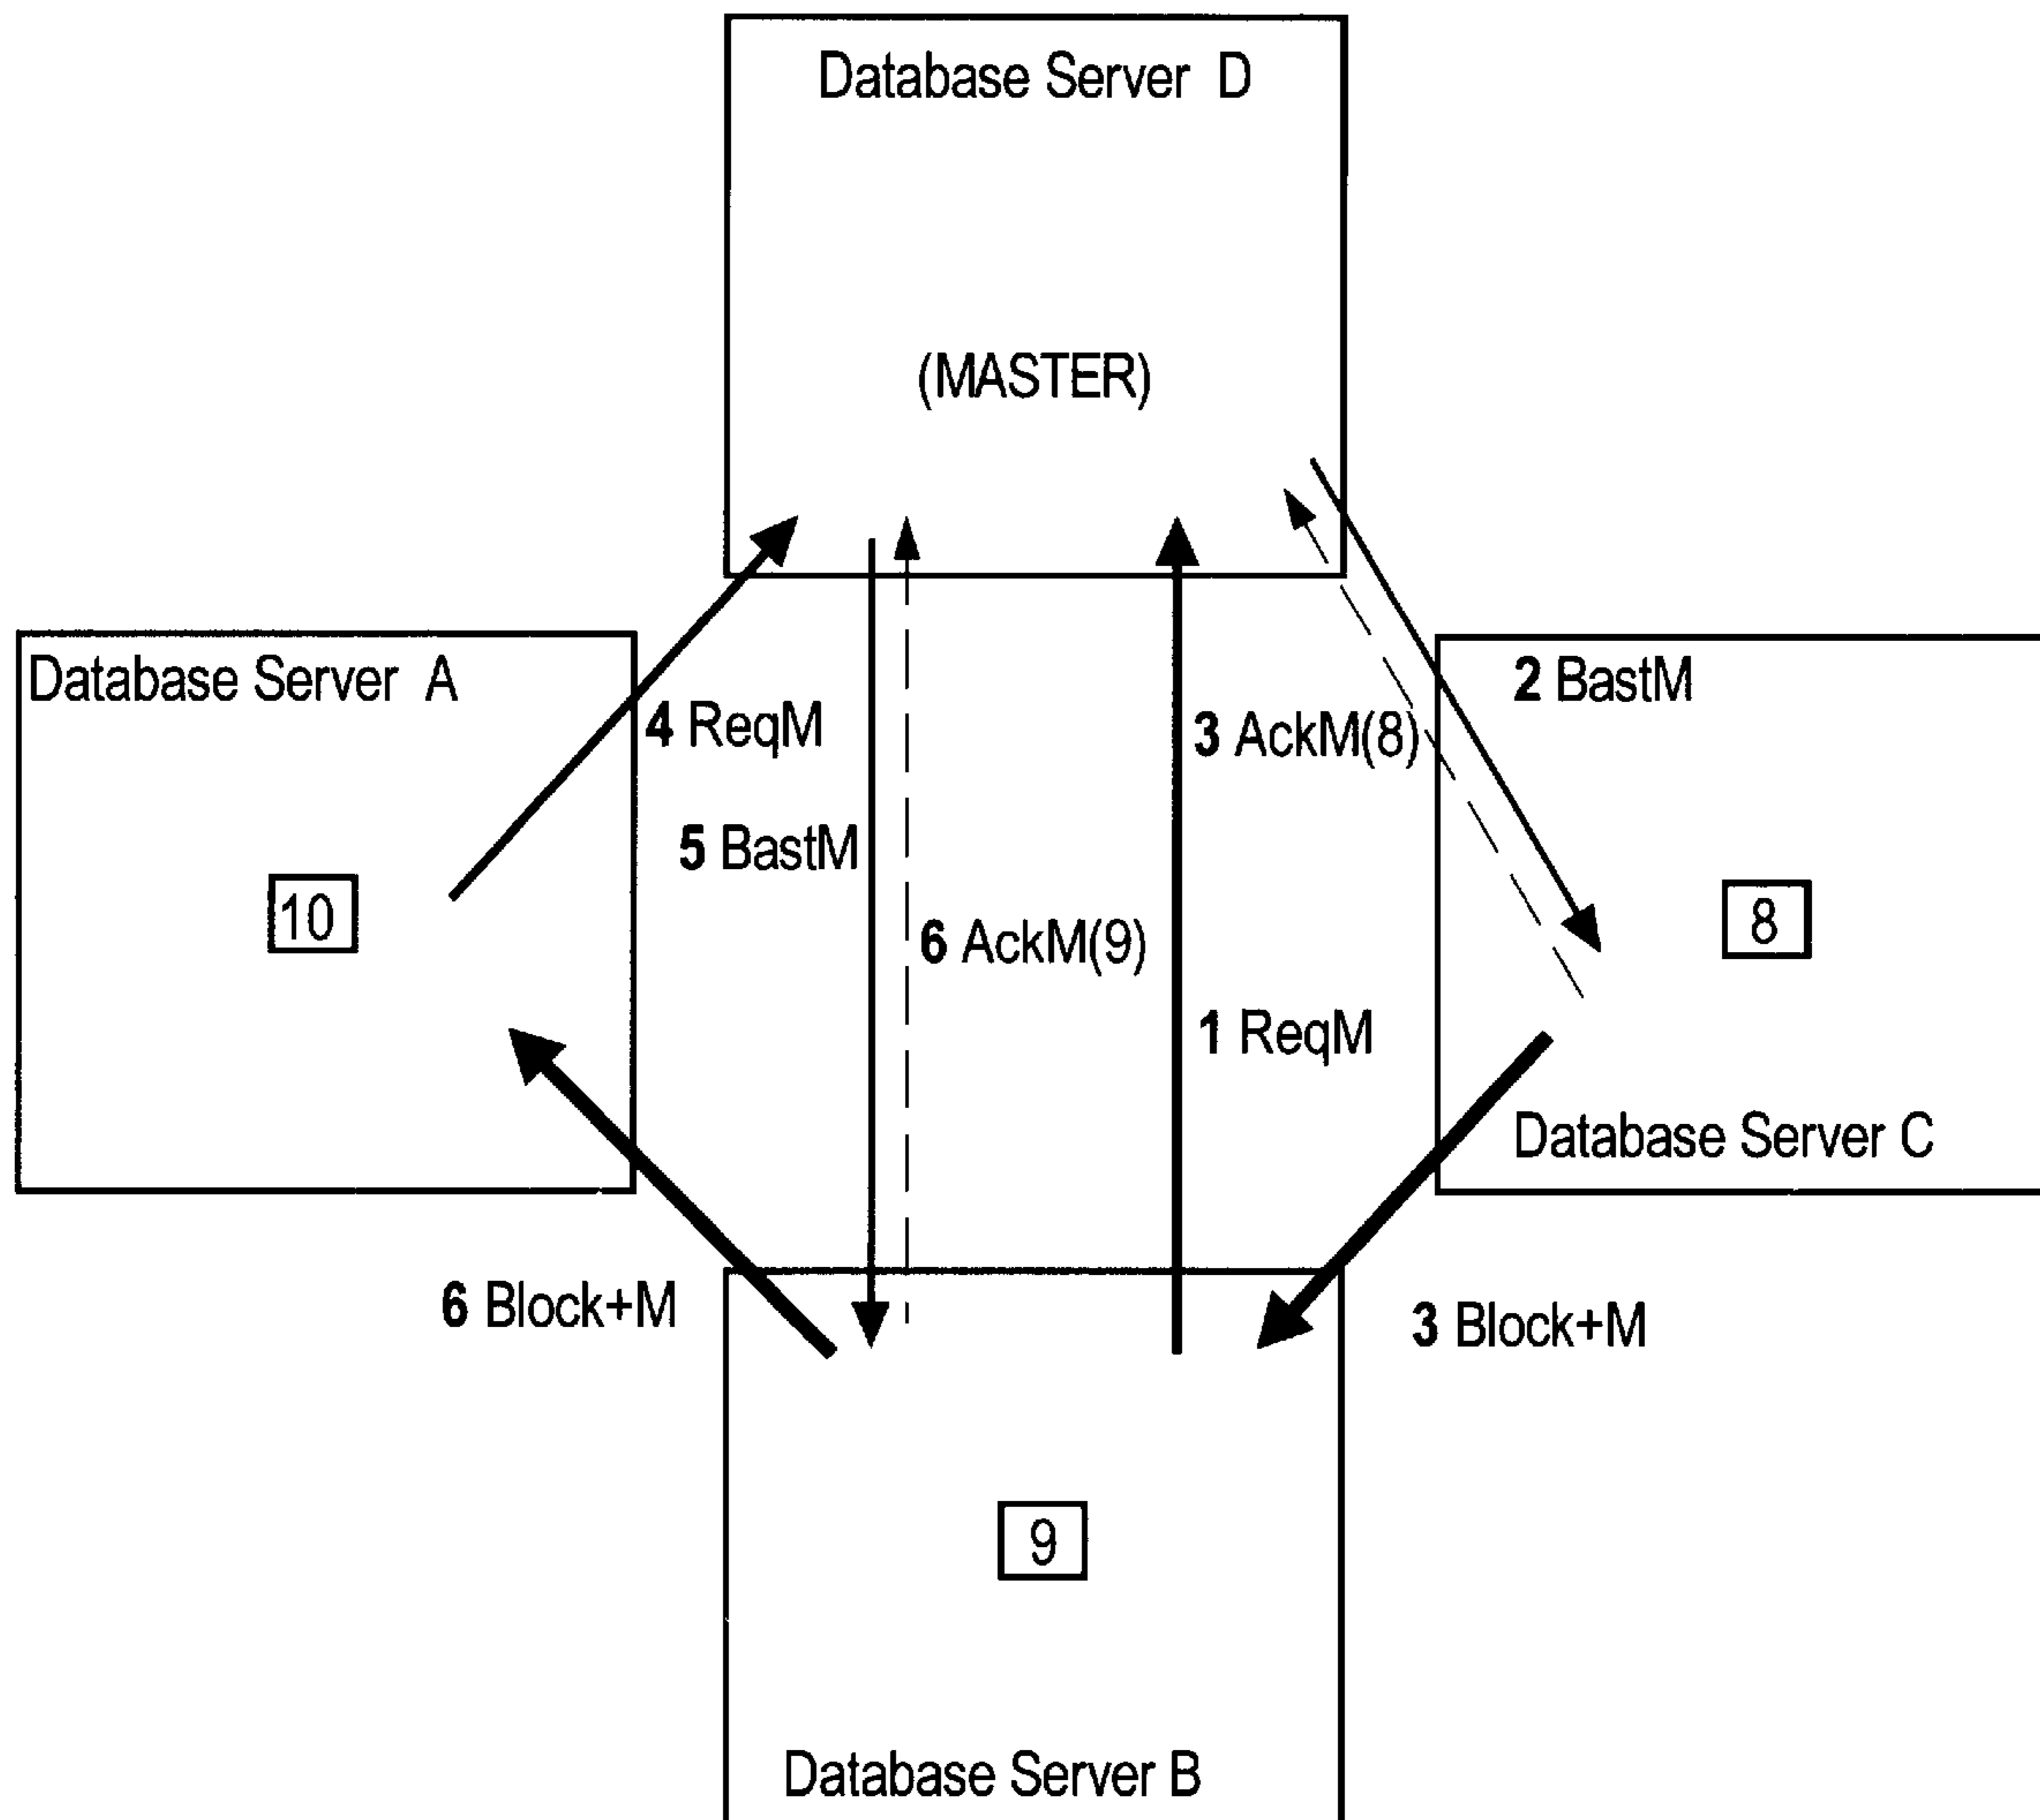 Database Server D
(MASTER)
Database Server A
2 BastM
4 ReqM
3 AckM(8)
5 BastM
10
8
6 AckM(9)
1 ReqM
Database Server C
6 Block+M
3 Block+M
9
Database Server B